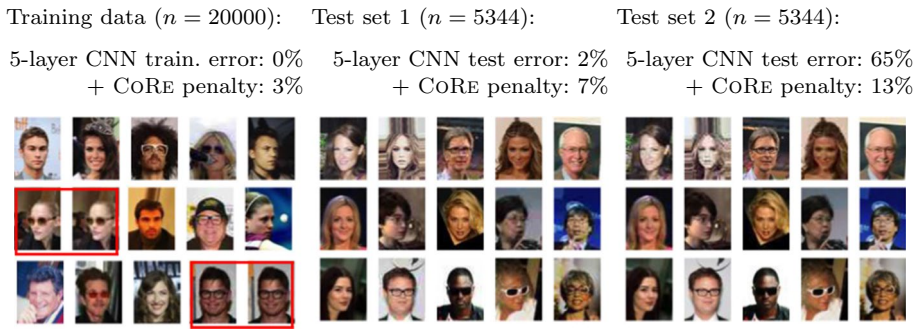 Training data (n = 20000):
5-layer CNN train. error: 0%
+ CoRe penalty: 3%
Test set 1 (n = 5344):
5-layer CNN test error: 2%
+ CoRe penalty: 7%
Test set 2 (n = 5344):
5-layer CNN test error: 65%
+ CoRe penalty: 13%